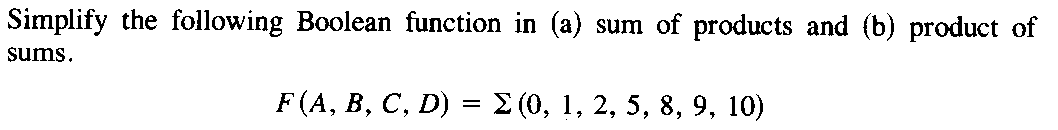 Simplify the following Boolean function in (a) sum of products and (b) product of
sums.
F(A, B, C, D) = Σ(0, 1, 2, 5, 8, 9, 10)